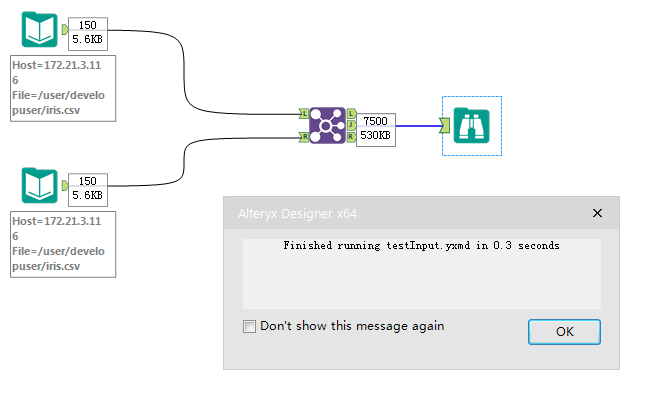 150
5.6KB
Host=172.21.3.11
6
File=/user/develo
puser/iris.csv
L
R
L
J
R
7500
530KB
150
5.6KB
Host=172.21.3.11
6
File=/user/develo
puser/iris.csv
Alteryx Designer x64
Finished running testInput.yxmd in 0.3 seconds
Don't show this message again
OK